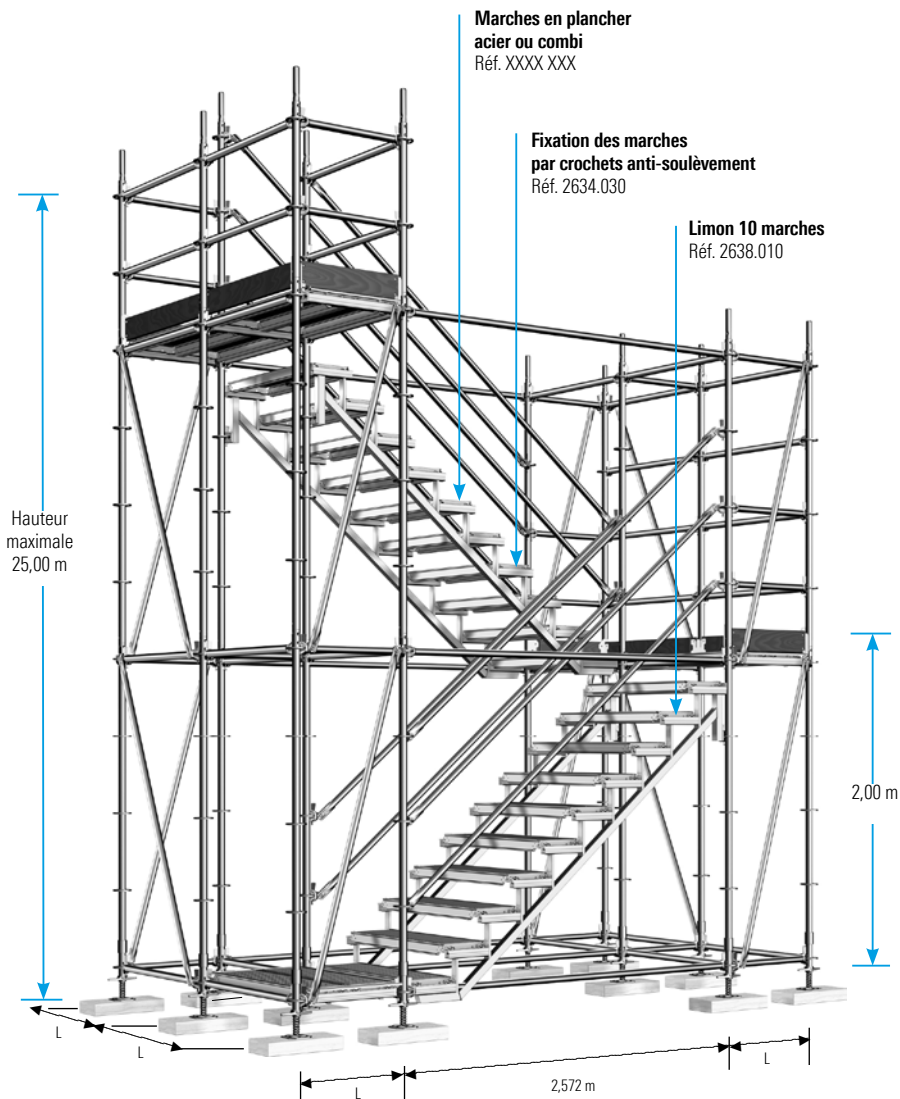 Marches en plancher
acier ou combi
Réf. XXXX XXX
Fixation des marches
par crochets anti-soulèvement
Réf. 2634.030
Limon 10 marches
Réf. 2638.010
Hauteur
maximale
25,00 m
2,00 m
L
L
L
2,572 m
L